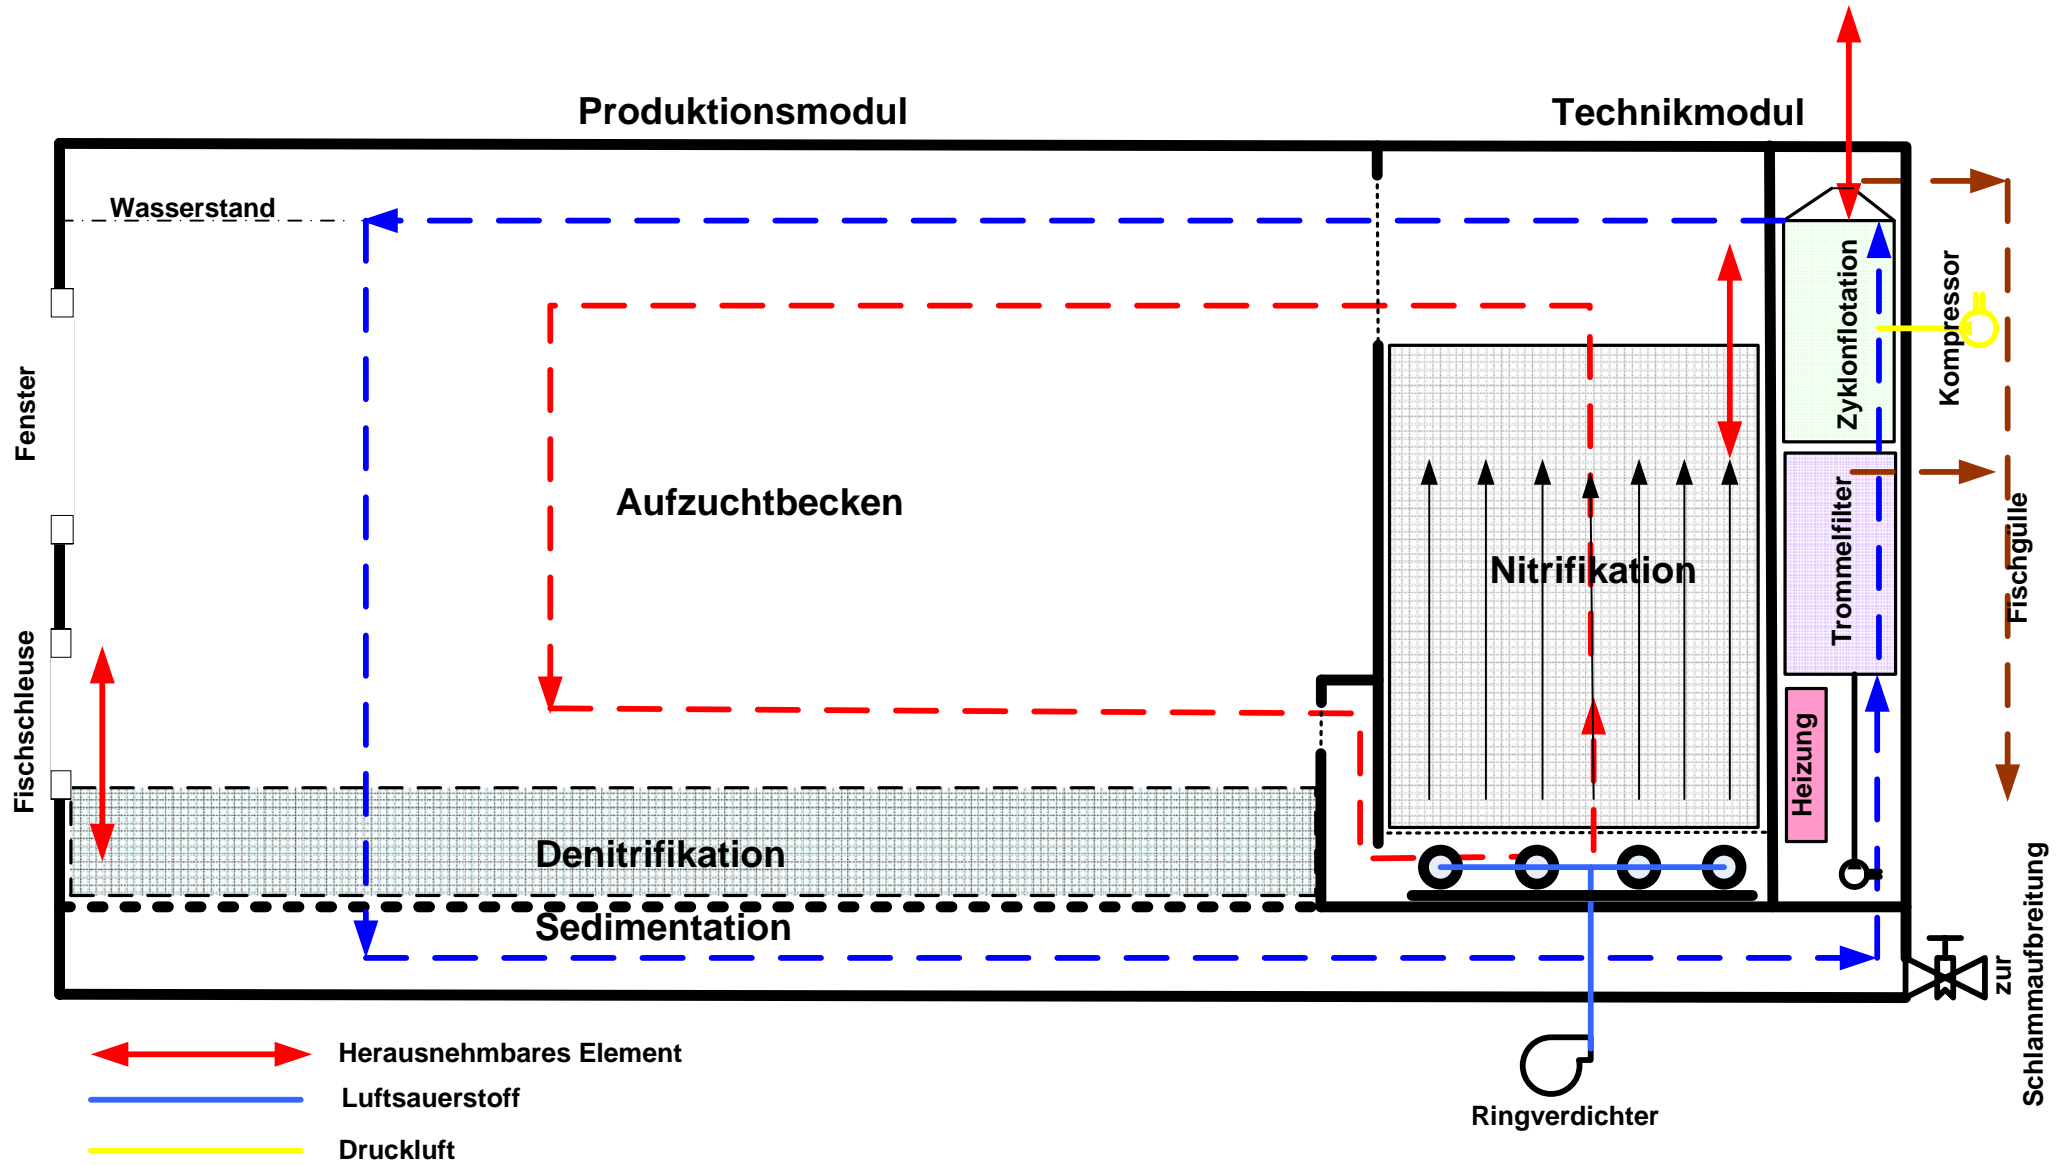 Produktionsmodul
Technikmodul
Wasserstand
Zyklonflotation
Kompressor
Fenster
Aufzuchtbecken
Trommelfilter
Fischgülle
Nitrifikation
Fischschleuse
Heizung
Denitrifikation
Sedimentation
zur
Schlammaufbreitung
Herausnehmbares Element
Luftsauerstoff
Ringverdichter
Druckluft